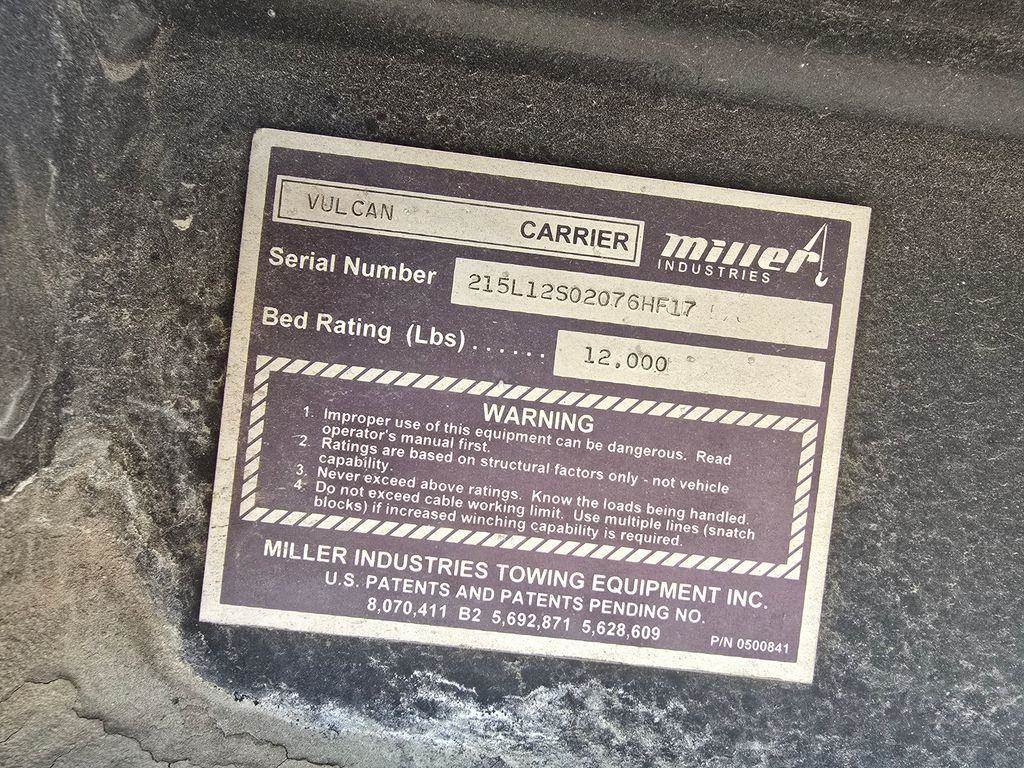 VULCAN CARRIER
miller
INDUSTRIES
Serial Number 215L12S02076HF17
Bed Rating (Lbs) ...... 12,000
WARNING
1. Improper use of this equipment can be dangerous. Read
operator's manual first.
2. Ratings are based on structural factors only - not vehicle
capability.
3. Never exceed above ratings. Know the loads being handled.
4. Do not exceed cable working limit. Use multiple lines (snatch
blocks) if increased winching capability is required.
MILLER INDUSTRIES TOWING EQUIPMENT INC.
U.S. PATENTS AND PATENTS PENDING NO.
8,070,411 B2 5,692,871 5,628,609
P/N 0500841